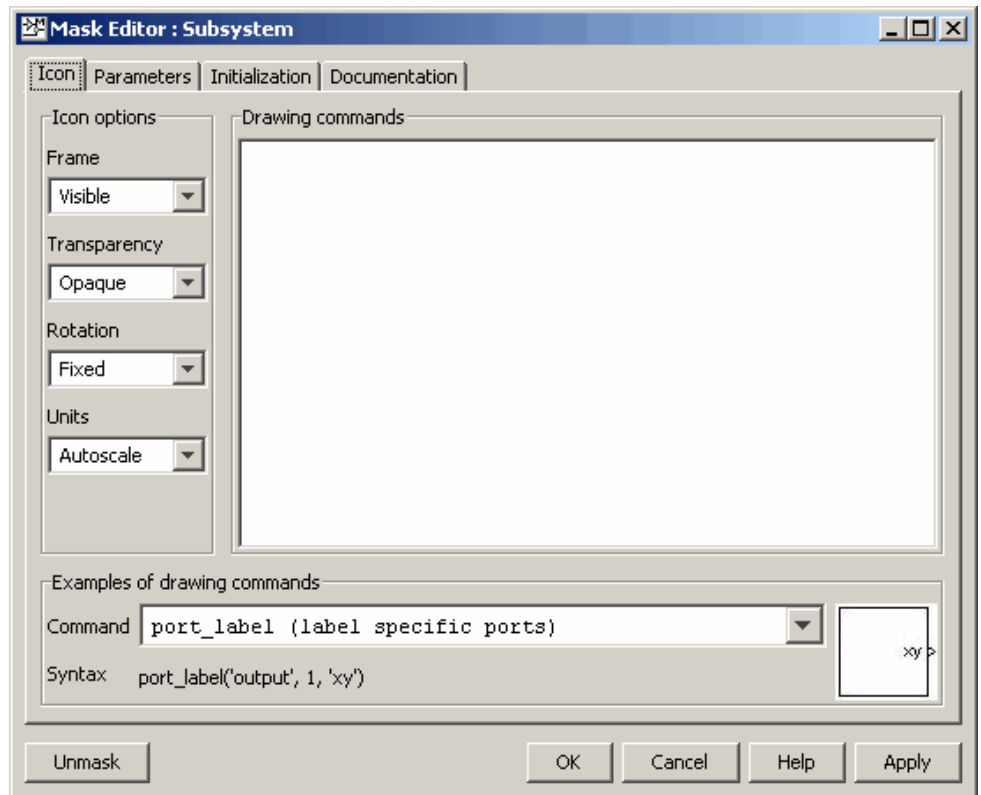 Mask Editor : Subsystem
Icon Parameters Initialization Documentation
Icon options
Drawing commands
Frame
Visible
Transparency
Opaque
Rotation
Fixed
Units
Autoscale
Examples of drawing commands
Command port_label (label specific ports)
xy
Syntax port_label('output', 1, 'xy')
Unmask OK Cancel Help Apply